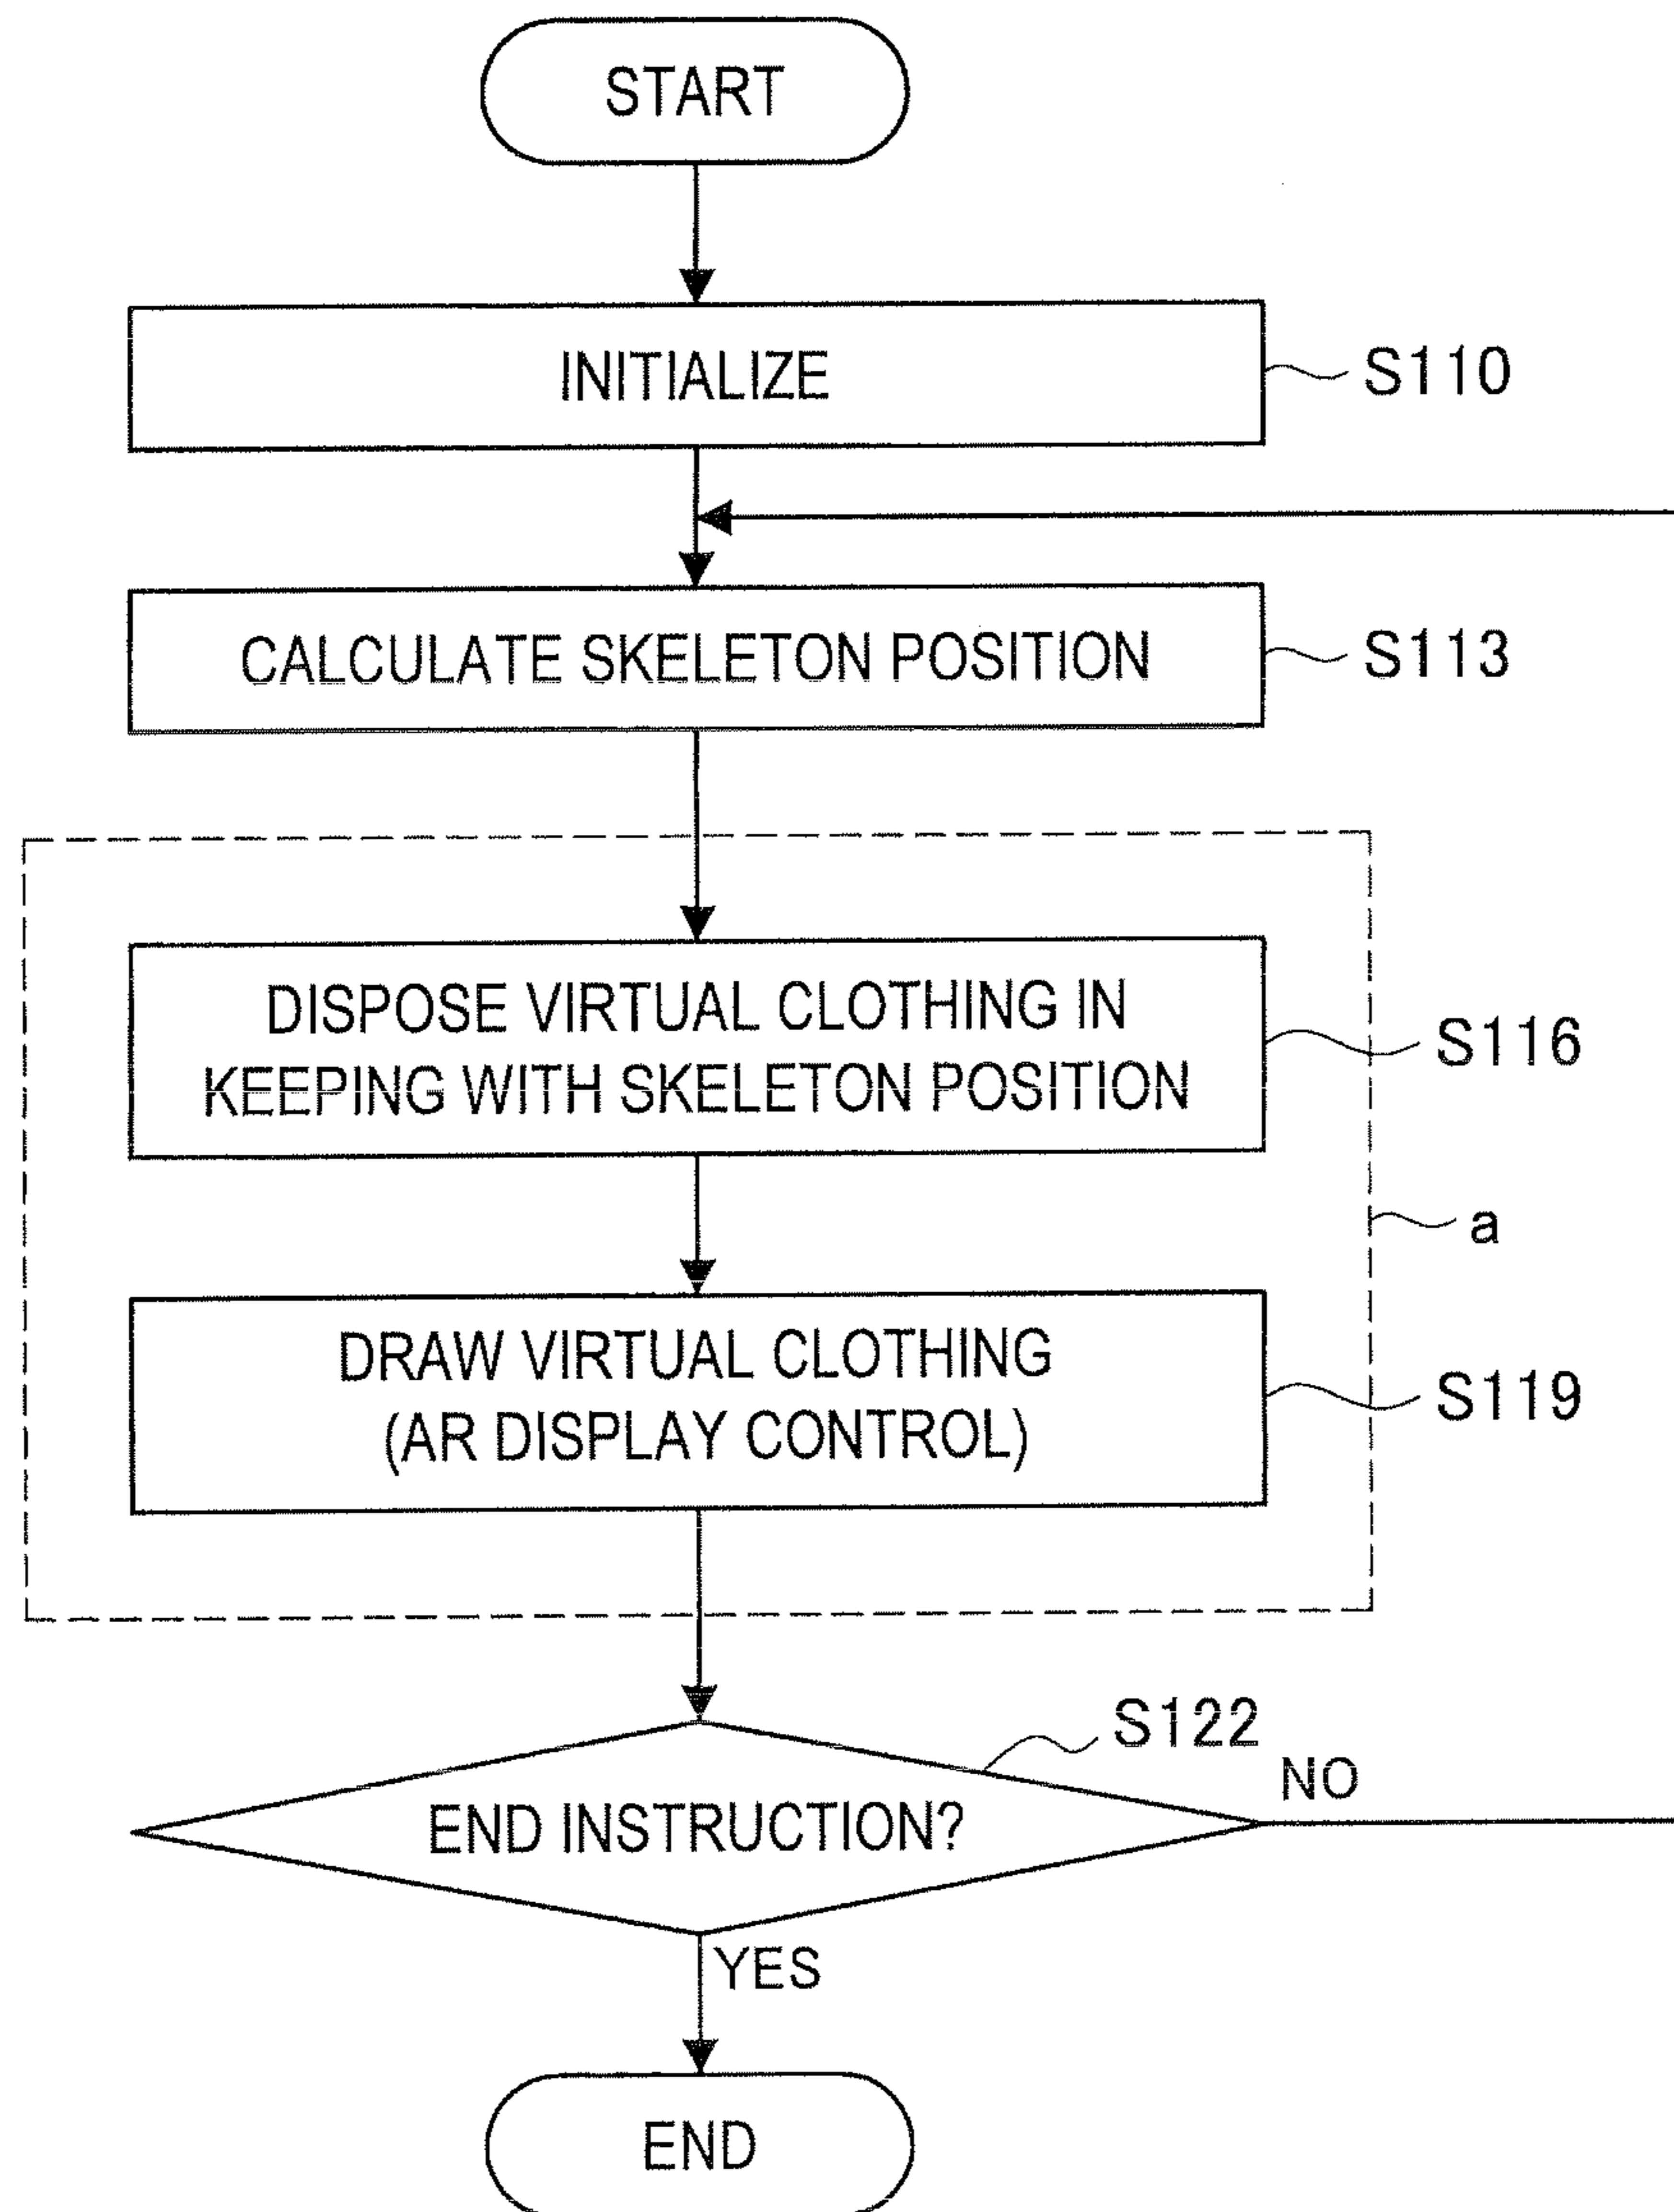 START
INITIALIZE
S110
CALCULATE SKELETON POSITION
S113
DISPOSE VIRTUAL CLOTHING IN
KEEPING WITH SKELETON POSITION
S116
a
DRAW VIRTUAL CLOTHING
(AR DISPLAY CONTROL)
S119
S122
END INSTRUCTION?
NO
YES
END